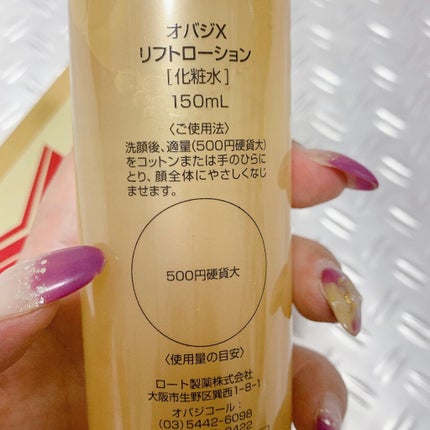 オバジX
リフトローション
[化粧水]
150mL
〈ご使用法〉
洗顔後、適量(500円硬貨大)
をコットンまたは手のひらに
とり、顔全体にやさしくなじ
ませます。
500円硬貨大
〈使用量の目安〉
ロート製薬株式会社
大阪市生野区巽西1-8-1
オバジコール:
(03)5442-6098